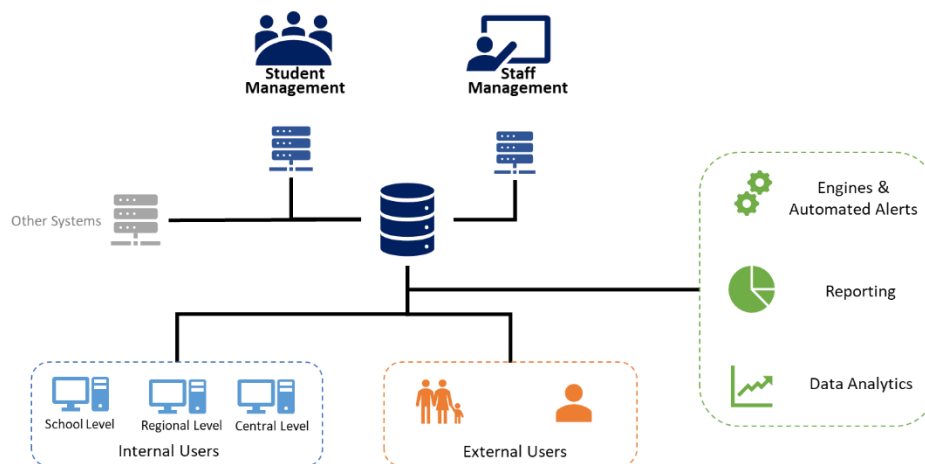 Student
Management
Staff
Management
Other Systems
Engines &
Automated Alerts
Reporting
Data Analytics
School Level
Regional Level
Central Level
Internal Users
External Users